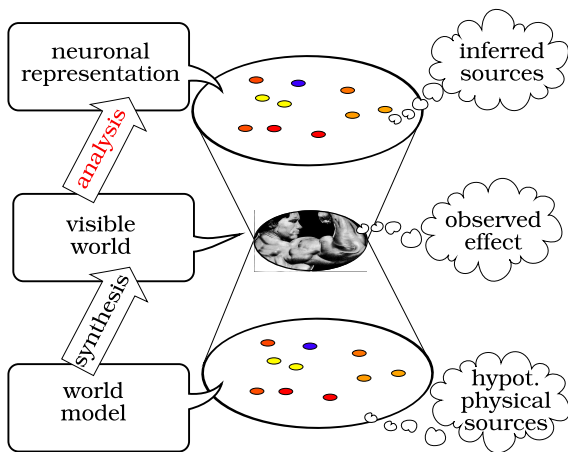 neuronal
representation
inferred
sources
analysis
visible
world
observed
effect
synthesis
world
model
hypot.
physical
sources